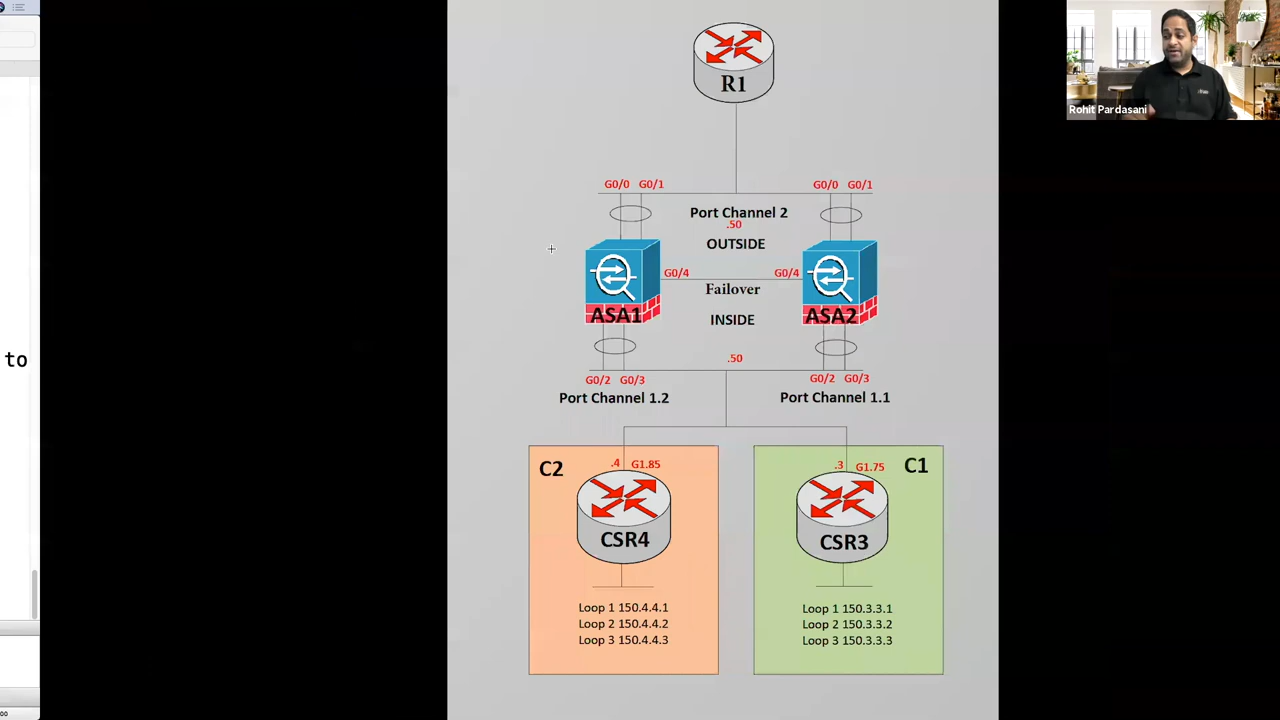 Rohit Pardasani
R1
G0/0 G0/1
G0/0 G0/1
Port Channel 2
.50
OUTSIDE
G0/4
G0/4
Failover
ASA1
ASA2
INSIDE
.50
G0/2 G0/3
G0/2 G0/3
Port Channel 1.2
Port Channel 1.1
to
C2
.4 G1.85
.3 G1.75
C1
CSR4
CSR3
Loop 1 150.4.4.1
Loop 2 150.4.4.2
Loop 3 150.4.4.3
Loop 1 150.3.3.1
Loop 2 150.3.3.2
Loop 3 150.3.3.3
00